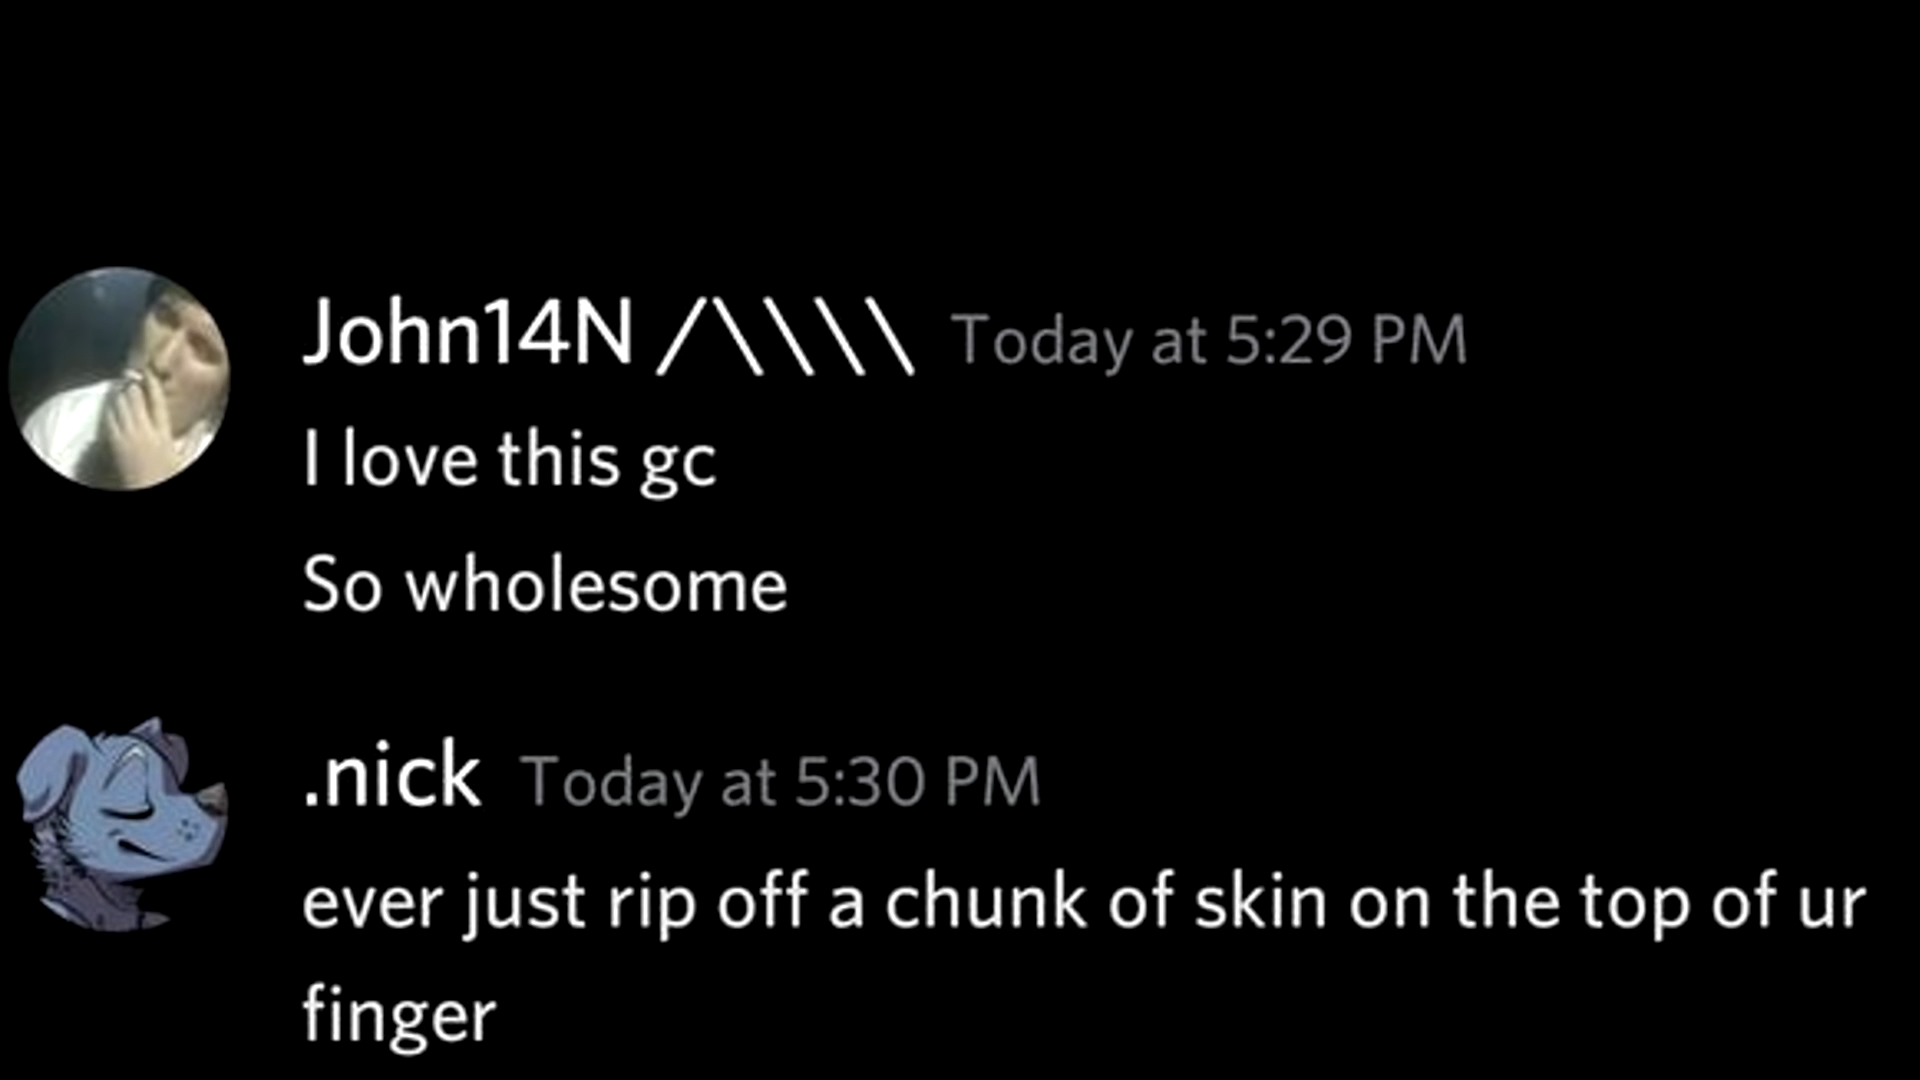 John14N /\\\\ Today at 5:29 PM
I love this gc
So wholesome
.nick Today at 5:30 PM
ever just rip off a chunk of skin on the top of ur
finger